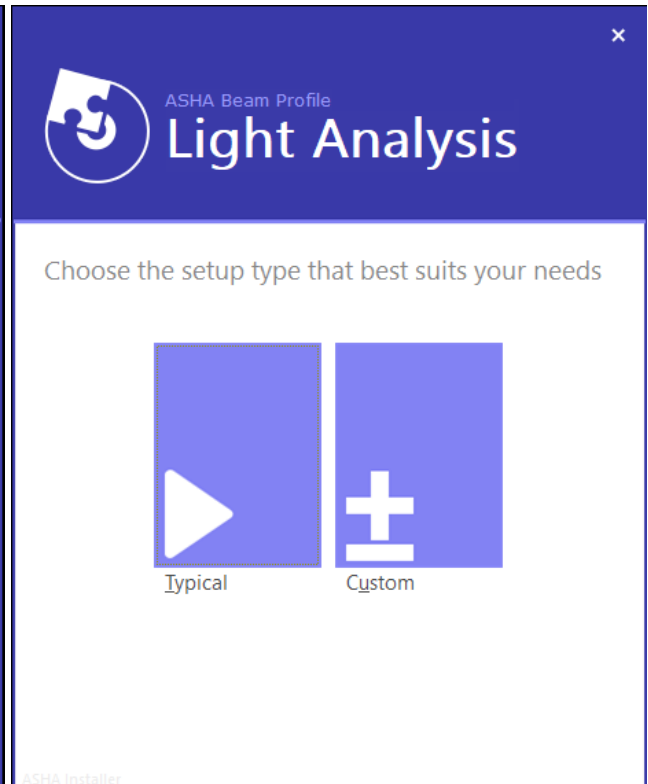 ASHA Beam Profile
Light Analysis
Choose the setup type that best suits your needs
Typical
Custom
ASHA Installer